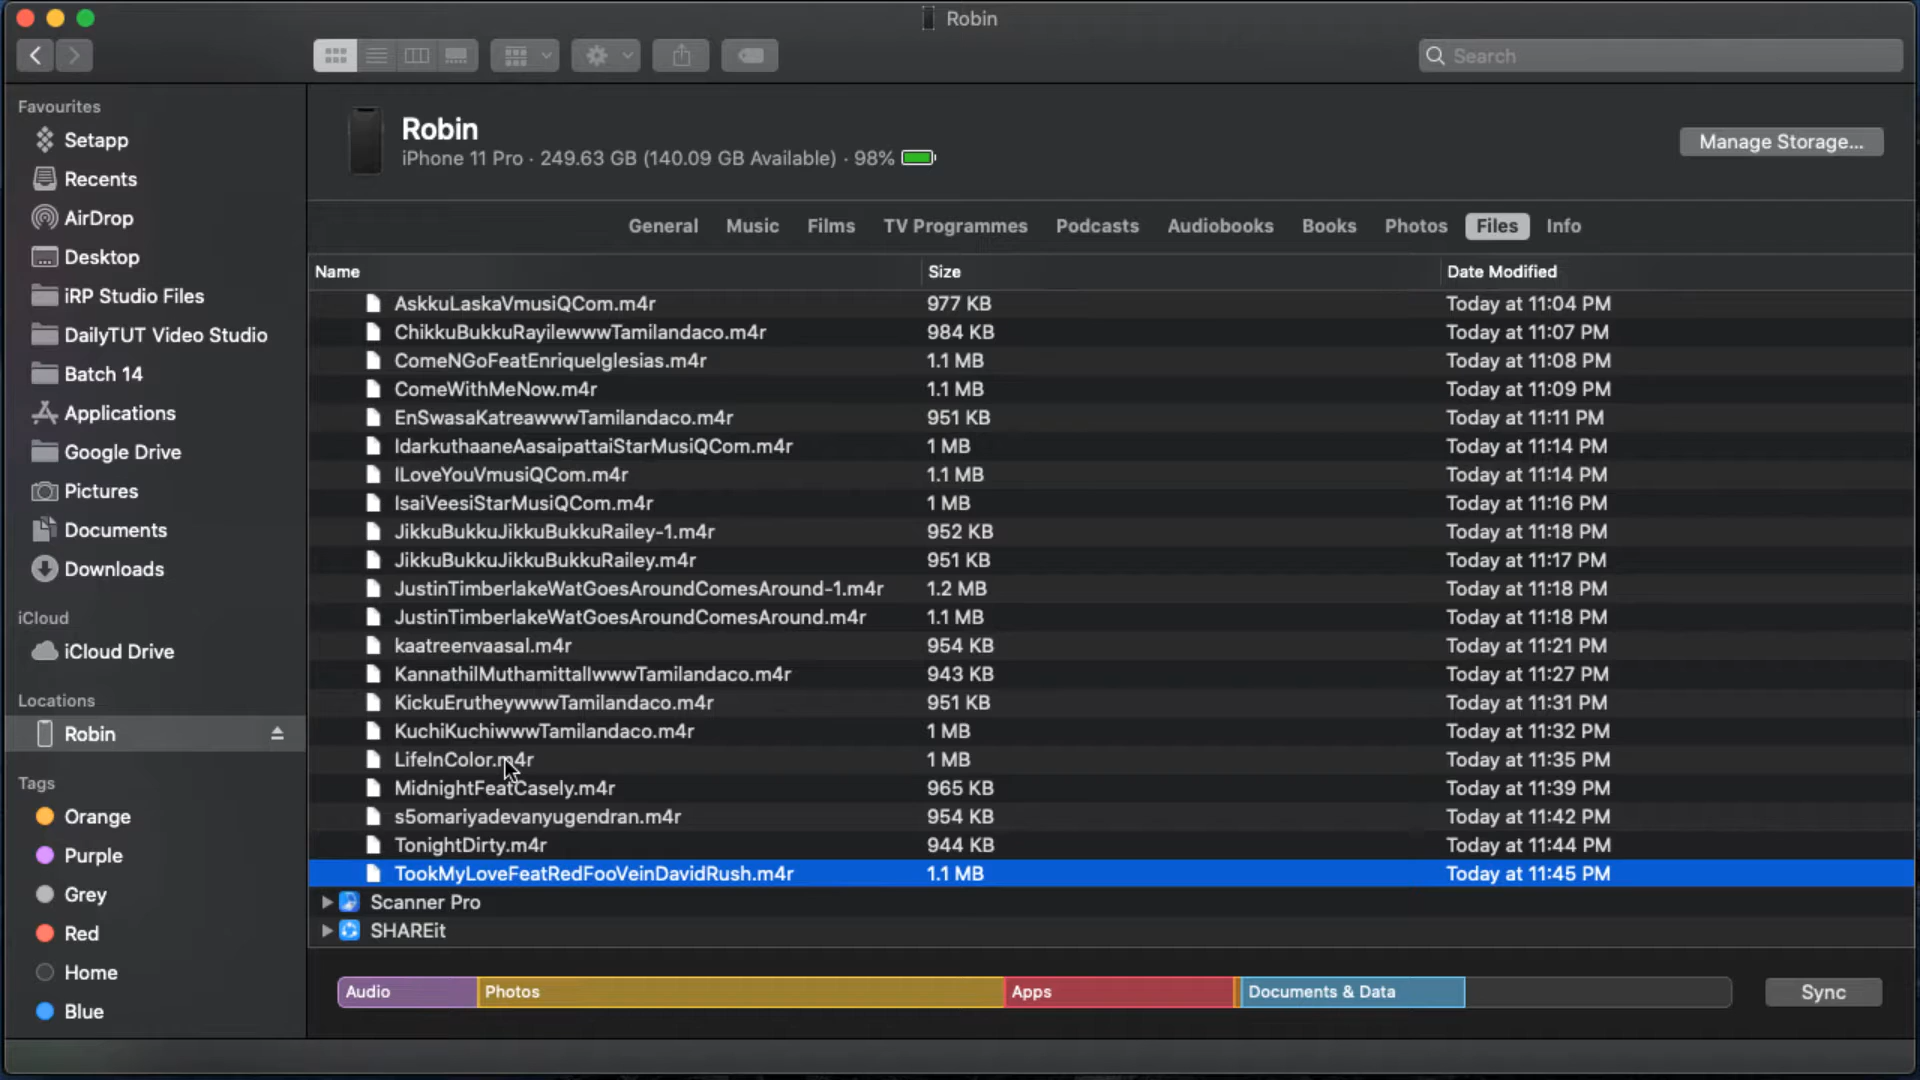 Robin
Search
Favourites
Setapp
Recents
AirDrop
Desktop
iRP Studio Files
DailyTUT Video Studio
Batch 14
Applications
Google Drive
Pictures
Documents
Downloads
iCloud
iCloud Drive
Locations
Robin
Tags
Orange
Purple
Grey
Red
Home
Blue
Robin
iPhone 11 Pro · 249.63 GB (140.09 GB Available) · 98%
Manage Storage...
General Music Films TV Programmes Podcasts Audiobooks Books Photos Files Info
Name Size Date Modified
AskkuLaskaVmusiQCom.m4r 977 KB Today at 11:04 PM
ChikkuBukkuRayilewwwTamilandaco.m4r 984 KB Today at 11:07 PM
ComeNGoFeatEnriqueIglesias.m4r 1.1 MB Today at 11:08 PM
ComeWithMeNow.m4r 1.1 MB Today at 11:09 PM
EnSwasaKatreawwwTamilandaco.m4r 951 KB Today at 11:11 PM
IdarkuthaaneAasaipattaiStarMusiQCom.m4r 1 MB Today at 11:14 PM
ILoveYouVmusiQCom.m4r 1.1 MB Today at 11:14 PM
IsaiVeesiStarMusiQCom.m4r 1 MB Today at 11:16 PM
JikkuBukkuJikkuBukkuRailey-1.m4r 952 KB Today at 11:18 PM
JikkuBukkuJikkuBukkuRailey.m4r 951 KB Today at 11:17 PM
JustinTimberlakeWatGoesAroundComesAround-1.m4r 1.2 MB Today at 11:18 PM
JustinTimberlakeWatGoesAroundComesAround.m4r 1.1 MB Today at 11:18 PM
kaatreenvaasal.m4r 954 KB Today at 11:21 PM
KannathilMuthamittallwwwTamilandaco.m4r 943 KB Today at 11:27 PM
KickuErutheywwwTamilandaco.m4r 951 KB Today at 11:31 PM
KuchiKuchiwwwTamilandaco.m4r 1 MB Today at 11:32 PM
LifeInColor.m4r 1 MB Today at 11:35 PM
MidnightFeatCasely.m4r 965 KB Today at 11:39 PM
s5omariyadevanyugendran.m4r 954 KB Today at 11:42 PM
TonightDirty.m4r 944 KB Today at 11:44 PM
TookMyLoveFeatRedFooVeinDavidRush.m4r 1.1 MB Today at 11:45 PM
Scanner Pro
SHAREit
Audio Photos Apps Documents & Data Sync